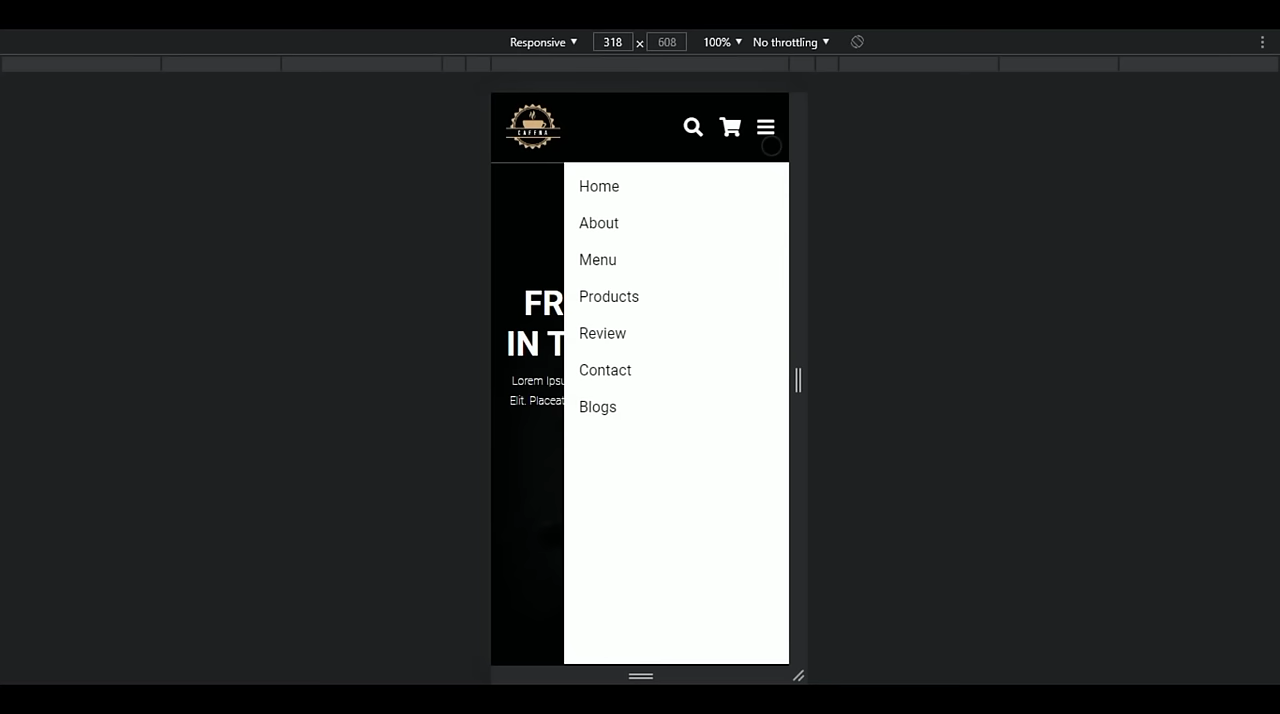 Responsive 318 × 608 100% No throttling
CAFFNA
Home
About
Menu
Products
Review
Contact
Blogs
FR
IN T
Lorem Ipsu
Elit. Placeat